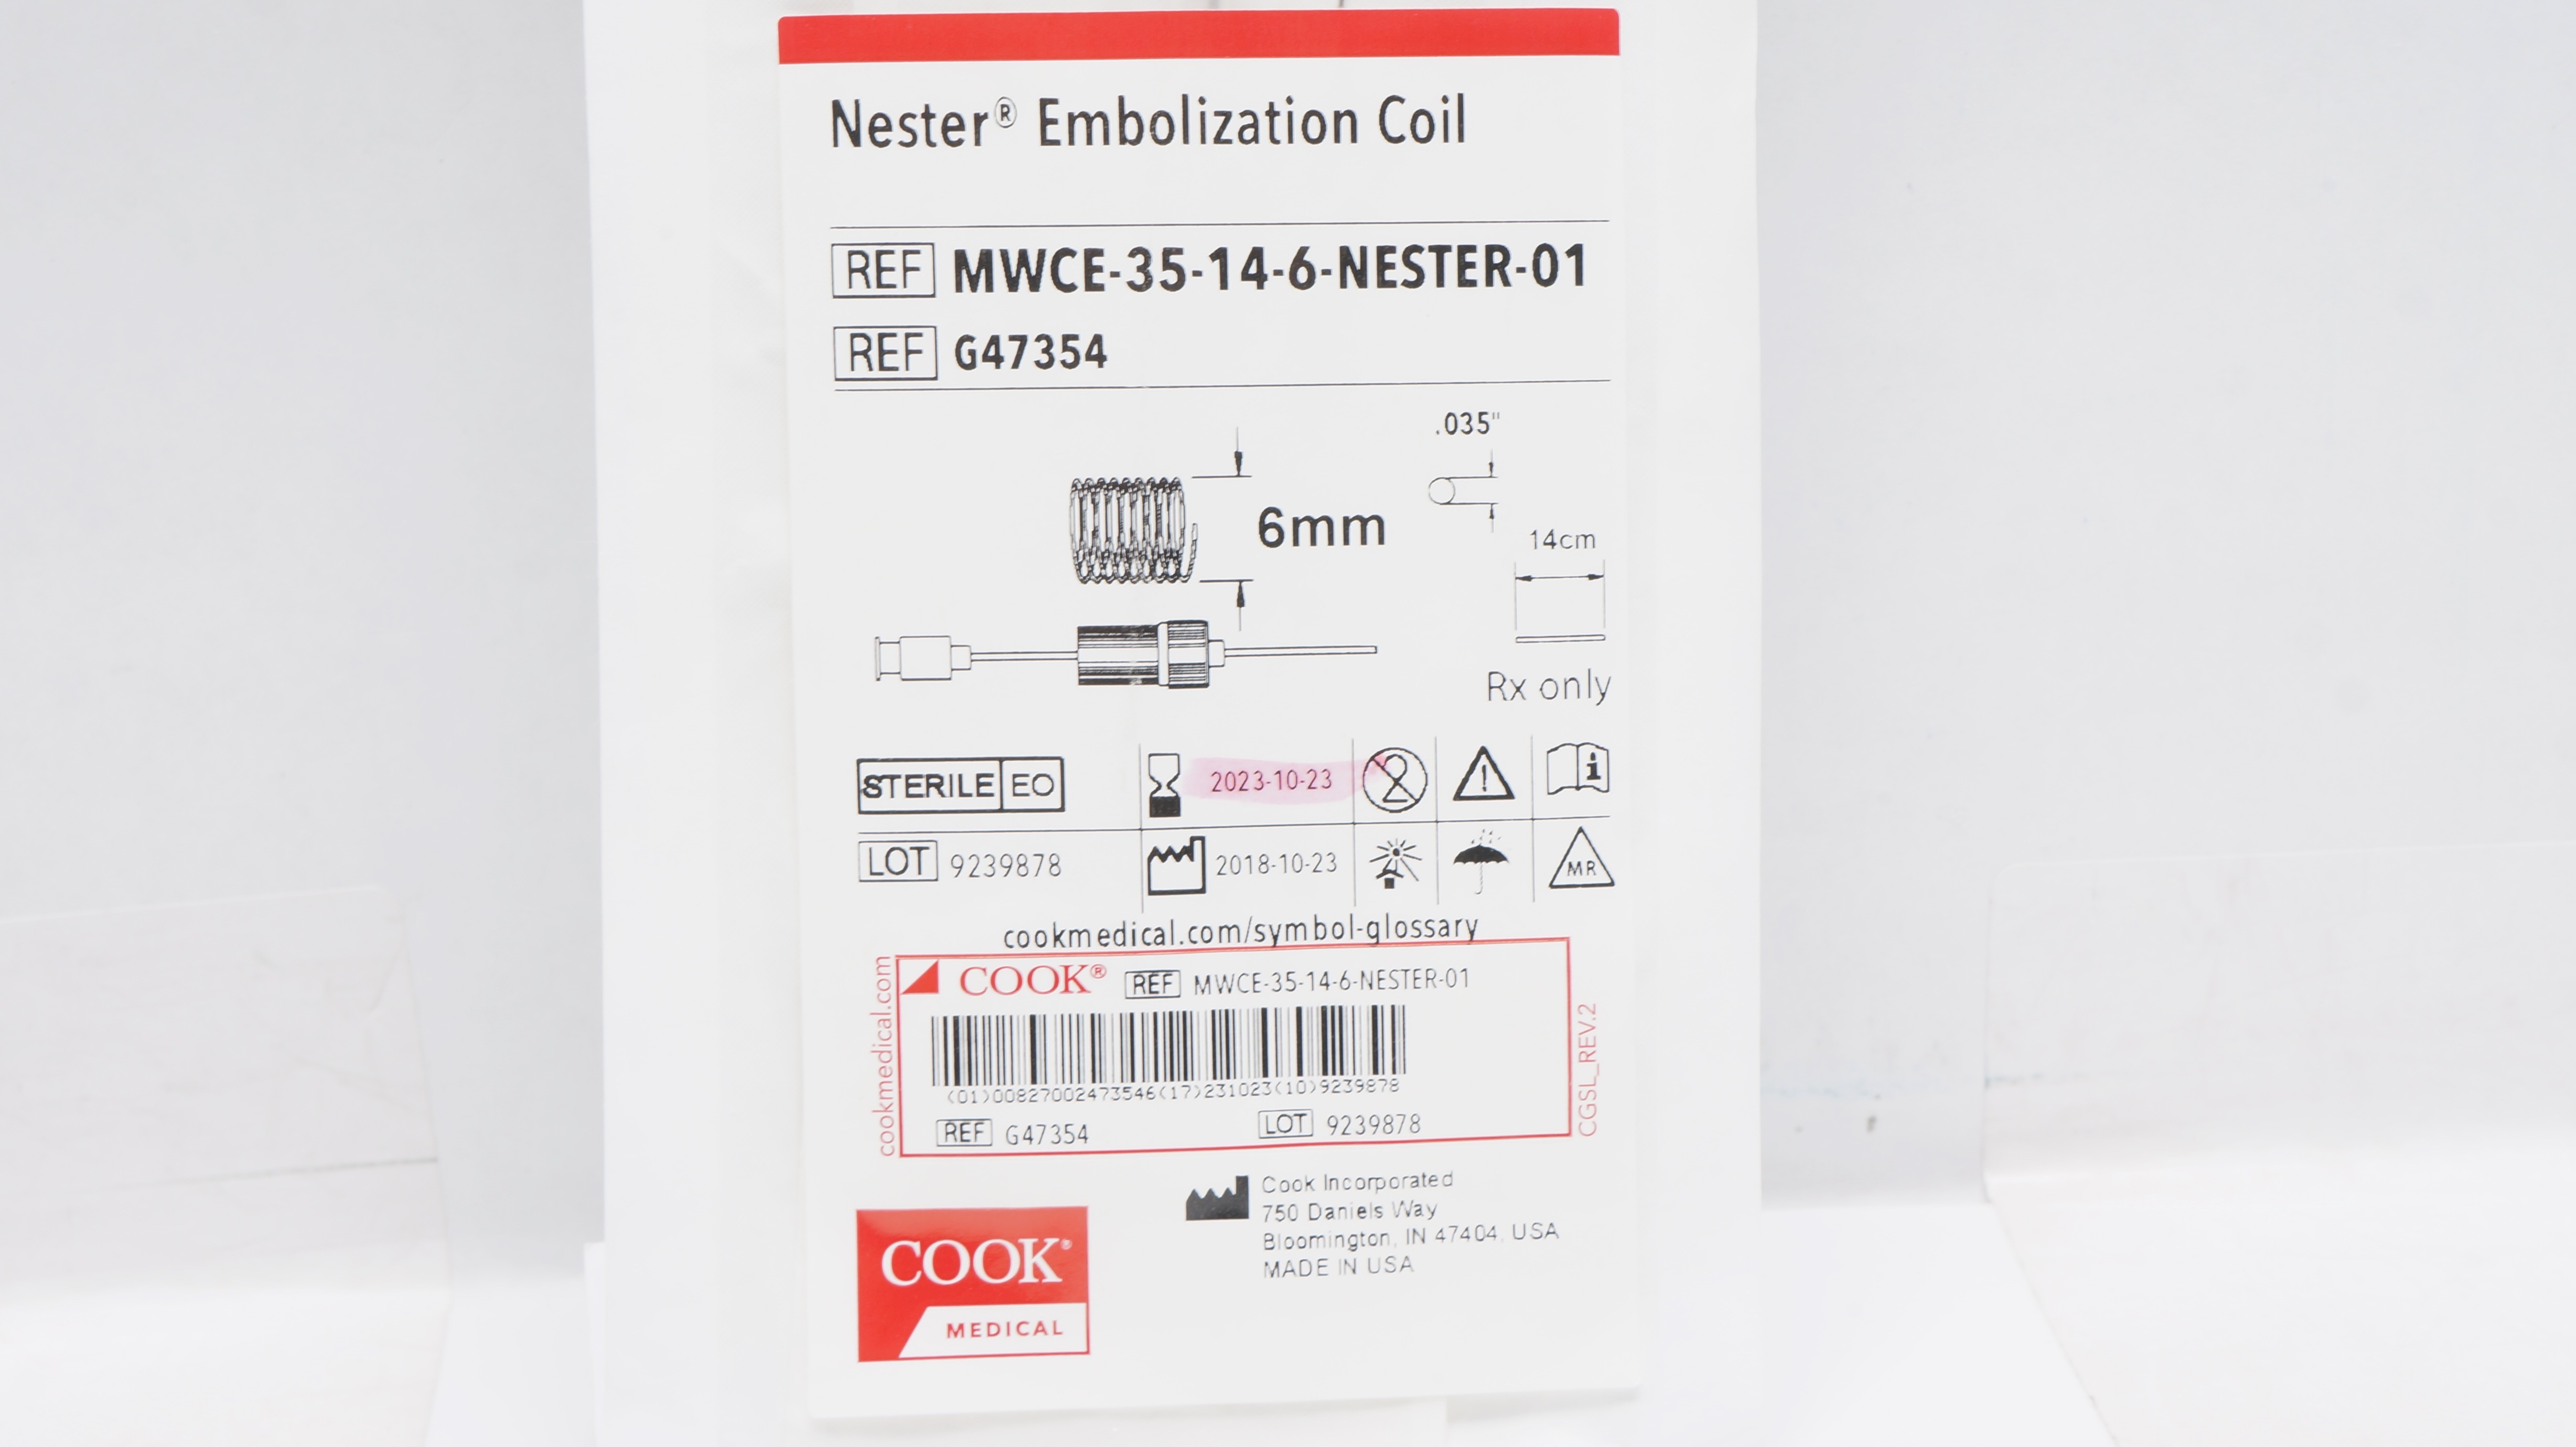 Nester® Embolization Coil
REF MWCE-35-14-6-NESTER-01
REF G47354
.035"
6mm
14cm
Rx only
STERILE EO 2023-10-23 2
LOT 9239878 2018-10-23 MR
cookmedical.com/symbol-glossary
cookmedical.com
COOK® REF MWCE-35-14-6-NESTER-01
(01)00827002473546(17)231023(10)9239878
REF G47354 LOT 9239878
CGSL_REV.2
Cook Incorporated
750 Daniels Way
Bloomington, IN 47404, USA
MADE IN USA
COOK®
MEDICAL